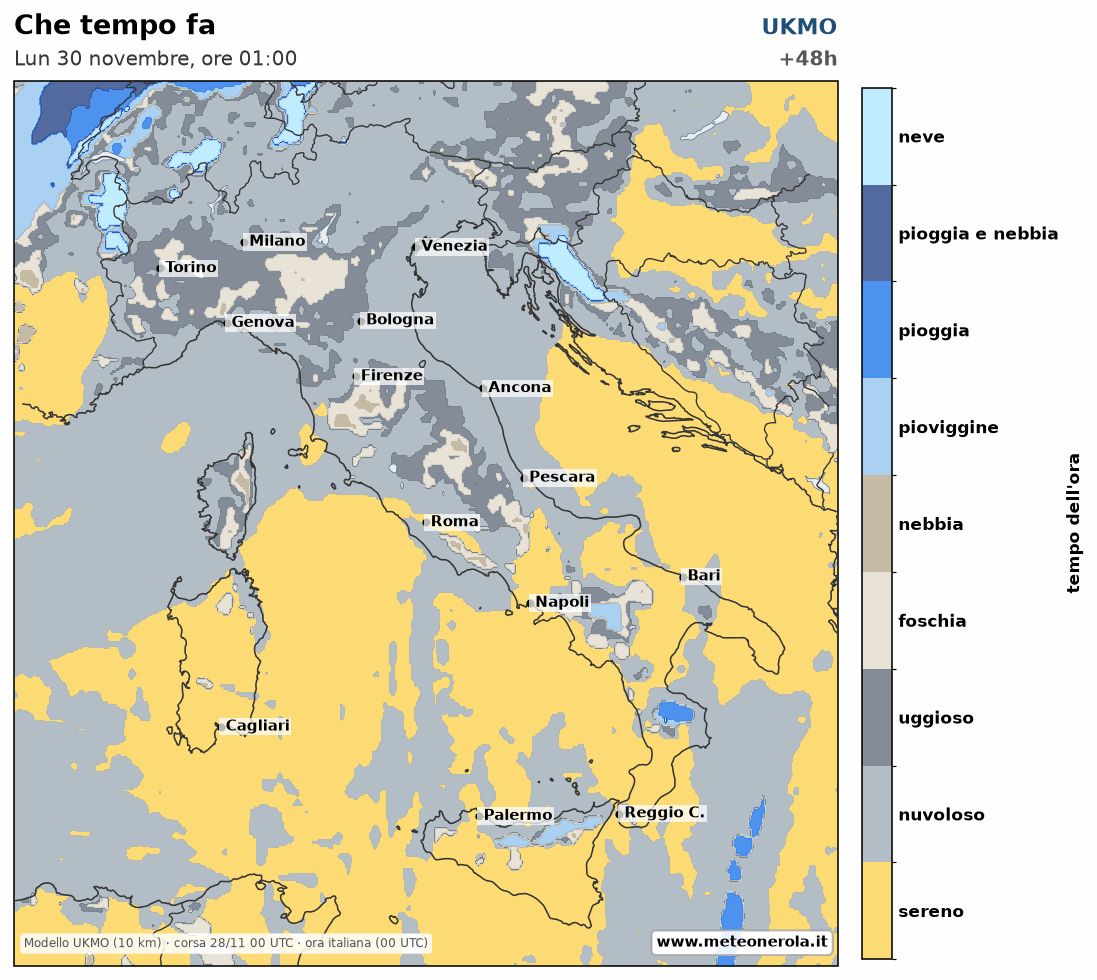 Che tempo fa
UKMO
Lun 30 novembre, ore 01:00
+48h
neve
pioggia e nebbia
pioggia
pioviggine
nebbia
foschia
uggioso
nuvoloso
sereno
tempo dell'ora
Milano
Venezia
Torino
Genova
Bologna
Firenze
Ancona
Pescara
Roma
Bari
Napoli
Cagliari
Palermo
Reggio C.
Modello UKMO (10 km) · corsa 28/11 00 UTC · ora italiana (00 UTC)
www.meteonerola.it